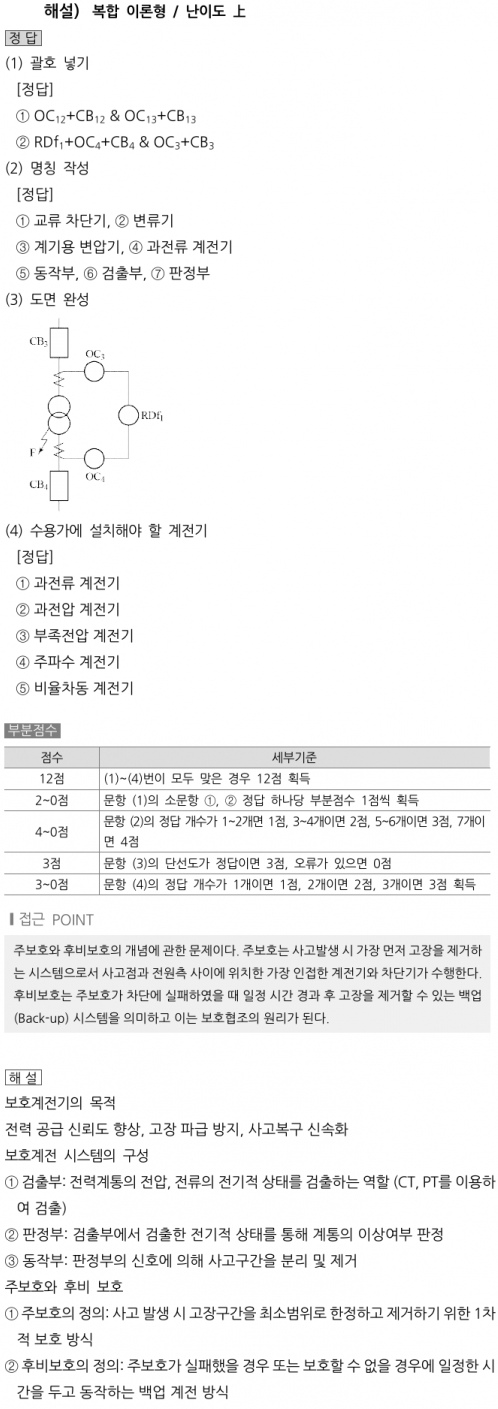 해설) 복합 이론형 / 난이도 上
정 답
(1) 괄호 넣기
[정답]
① OC₁₂+CB₁₂ & OC₁₃+CB₁₃
② RDf₁+OC₄+CB₄ & OC₃+CB₃
(2) 명칭 작성
[정답]
① 교류 차단기, ② 변류기
③ 계기용 변압기, ④ 과전류 계전기
⑤ 동작부, ⑥ 검출부, ⑦ 판정부
(3) 도면 완성
CB₃
OC₃
RDf₁
F
OC₄
CB₄
(4) 수용가에 설치해야 할 계전기
[정답]
① 과전류 계전기
② 과전압 계전기
③ 부족전압 계전기
④ 주파수 계전기
⑤ 비율차동 계전기
부분점수
점수 세부기준
12점 (1)~(4)번이 모두 맞은 경우 12점 획득
2~0점 문항 (1)의 소문항 ①, ② 정답 하나당 부분점수 1점씩 획득
4~0점 문항 (2)의 정답 개수가 1~2개면 1점, 3~4개이면 2점, 5~6개이면 3점, 7개이
면 4점
3점 문항 (3)의 단선도가 정답이면 3점, 오류가 있으면 0점
3~0점 문항 (4)의 정답 개수가 1개이면 1점, 2개이면 2점, 3개이면 3점 획득
접근 POINT
주보호와 후비보호의 개념에 관한 문제이다. 주보호는 사고발생 시 가장 먼저 고장을 제거하
는 시스템으로서 사고점과 전원측 사이에 위치한 가장 인접한 계전기와 차단기가 수행한다.
후비보호는 주보호가 차단에 실패하였을 때 일정 시간 경과 후 고장을 제거할 수 있는 백업
(Back-up) 시스템을 의미하고 이는 보호협조의 원리가 된다.
해 설
보호계전기의 목적
전력 공급 신뢰도 향상, 고장 파급 방지, 사고복구 신속화
보호계전 시스템의 구성
① 검출부: 전력계통의 전압, 전류의 전기적 상태를 검출하는 역할 (CT, PT를 이용하
여 검출)
② 판정부: 검출부에서 검출한 전기적 상태를 통해 계통의 이상여부 판정
③ 동작부: 판정부의 신호에 의해 사고구간을 분리 및 제거
주보호와 후비 보호
① 주보호의 정의: 사고 발생 시 고장구간을 최소범위로 한정하고 제거하기 위한 1차
적 보호 방식
② 후비보호의 정의: 주보호가 실패했을 경우 또는 보호할 수 없을 경우에 일정한 시
간을 두고 동작하는 백업 계전 방식